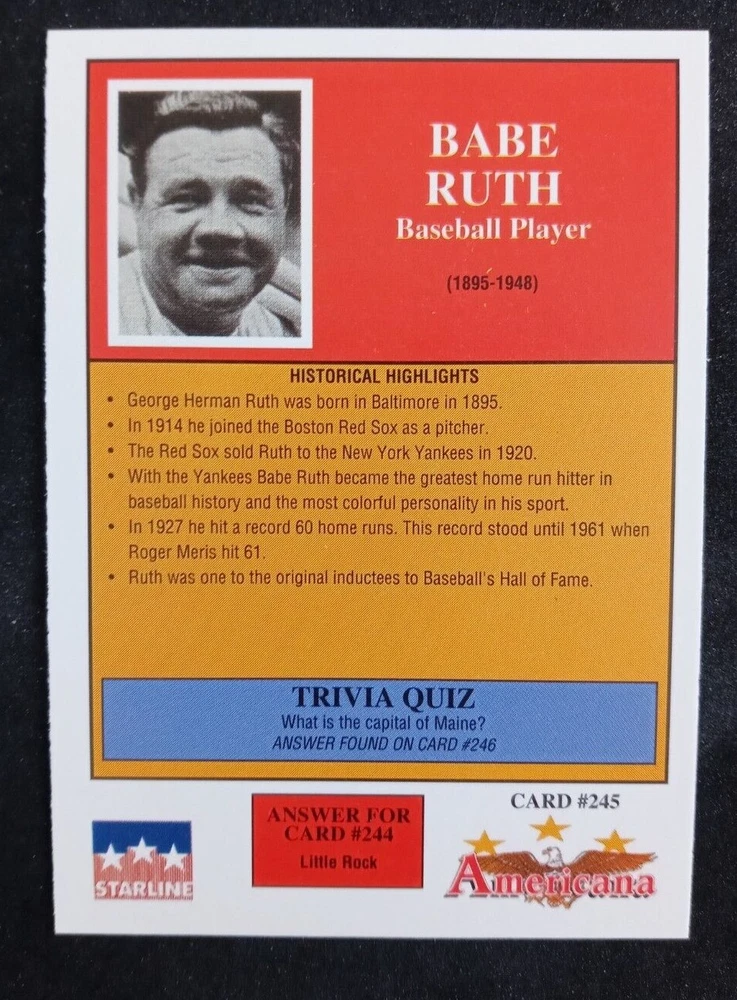 BABE
RUTH
Baseball Player
(1895-1948)
HISTORICAL HIGHLIGHTS
• George Herman Ruth was born in Baltimore in 1895.
• In 1914 he joined the Boston Red Sox as a pitcher.
• The Red Sox sold Ruth to the New York Yankees in 1920.
• With the Yankees Babe Ruth became the greatest home run hitter in
baseball history and the most colorful personality in his sport.
• In 1927 he hit a record 60 home runs. This record stood until 1961 when
Roger Meris hit 61.
• Ruth was one to the original inductees to Baseball's Hall of Fame.
TRIVIA QUIZ
What is the capital of Maine?
ANSWER FOUND ON CARD #246
STARLINE
ANSWER FOR
CARD #244
Little Rock
CARD #245
Americana